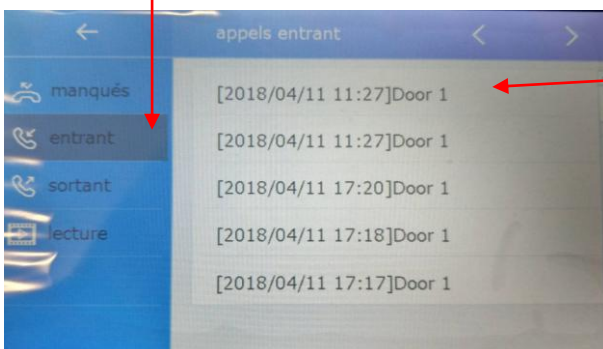 appels entrant
manqués
entrant
sortant
lecture
[2018/04/11 11:27]Door 1
[2018/04/11 11:27]Door 1
[2018/04/11 17:20]Door 1
[2018/04/11 17:18]Door 1
[2018/04/11 17:17]Door 1